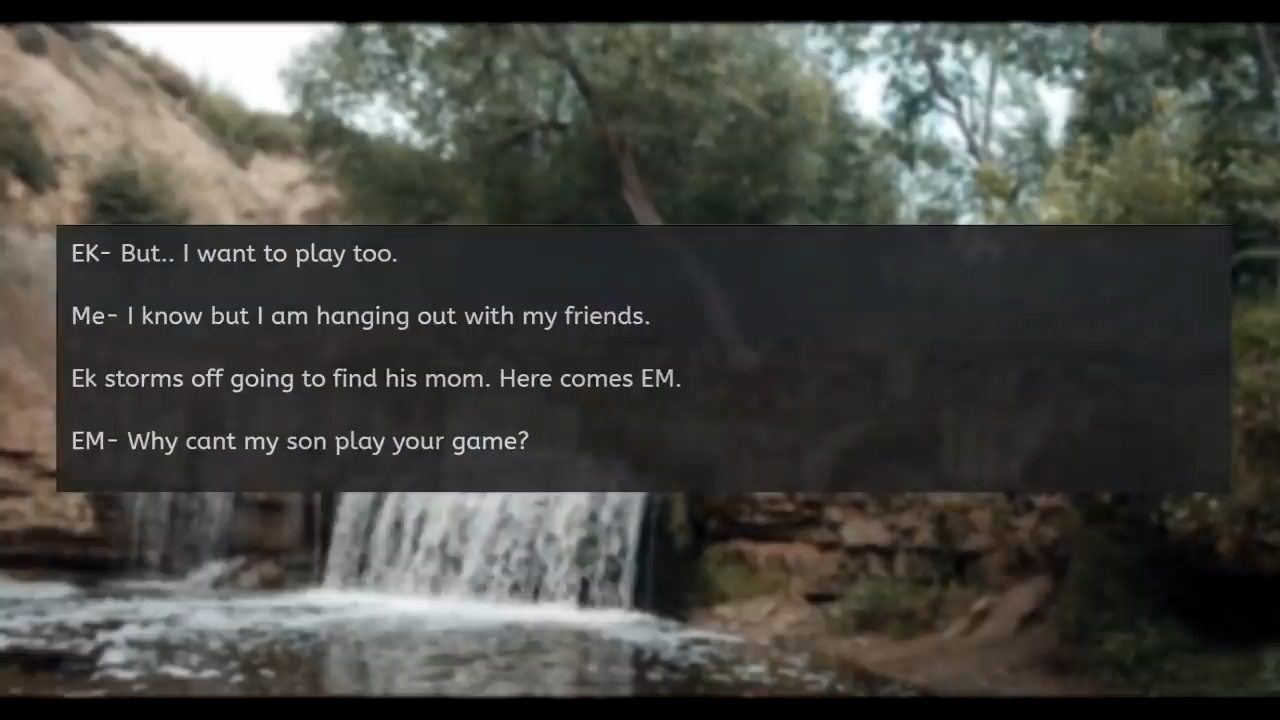 EK- But.. I want to play too.
Me- I know but I am hanging out with my friends.
Ek storms off going to find his mom. Here comes EM.
EM- Why cant my son play your game?